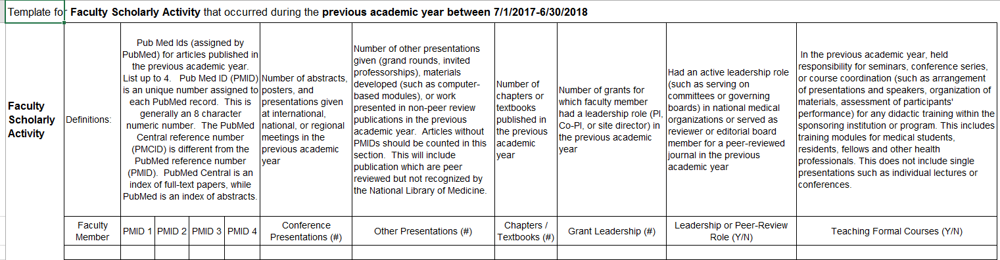 Template for Faculty Scholarly Activity that occurred during the previous academic year between 7/1/2017-6/30/2018
Faculty
Scholarly
Activity
Definitions:
Pub Med Ids (assigned by
PubMed) for articles published in
the previous academic year.
List up to 4. Pub Med ID (PMID)
is an unique number assigned to
each PubMed record. This is
generally an 8 character
numeric number. The PubMed
Central reference number
(PMCID) is different from the
PubMed reference number
(PMID). PubMed Central is an
index of full-text papers, while
PubMed is an index of abstracts.
Number of abstracts,
posters, and
presentations given
at international,
national, or regional
meetings in the
previous academic
year
Number of other presentations
given (grand rounds, invited
professorships), materials
developed (such as computer-
based modules), or work
presented in non-peer review
publications in the previous
academic year. Articles without
PMIDs should be counted in this
section. This will include
publication which are peer
reviewed but not recognized by
the National Library of Medicine.
Number of
chapters or
textbooks
published in
the previous
academic
year
Number of grants for
which faculty member
had a leadership role (PI,
Co-PI, or site director) in
the previous academic
year
Had an active leadership role
(such as serving on
committees or governing
boards) in national medical
organizations or served as
reviewer or editorial board
member for a peer-reviewed
journal in the previous
academic year
In the previous academic year, held
responsibility for seminars, conference series,
or course coordination (such as arrangement
of presentations and speakers, organization of
materials, assessment of participants'
performance) for any didactic training within the
sponsoring institution or program. This includes
training modules for medical students,
residents, fellows and other health
professionals. This does not include single
presentations such as individual lectures or
conferences.
Faculty
Member
PMID 1
PMID 2
PMID 3
PMID 4
Conference
Presentations (#)
Other Presentations (#)
Chapters /
Textbooks (#)
Grant Leadership (#)
Leadership or Peer-Review
Role (Y/N)
Teaching Formal Courses (Y/N)